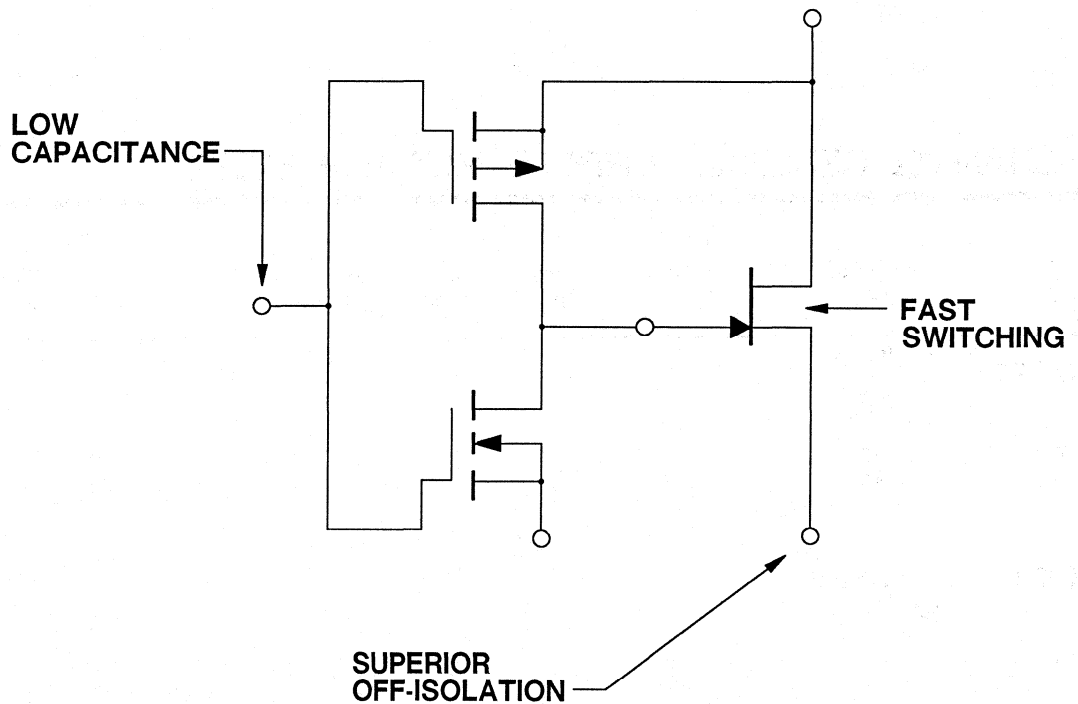 LOW
CAPACITANCE
FAST
SWITCHING
SUPERIOR
OFF-ISOLATION